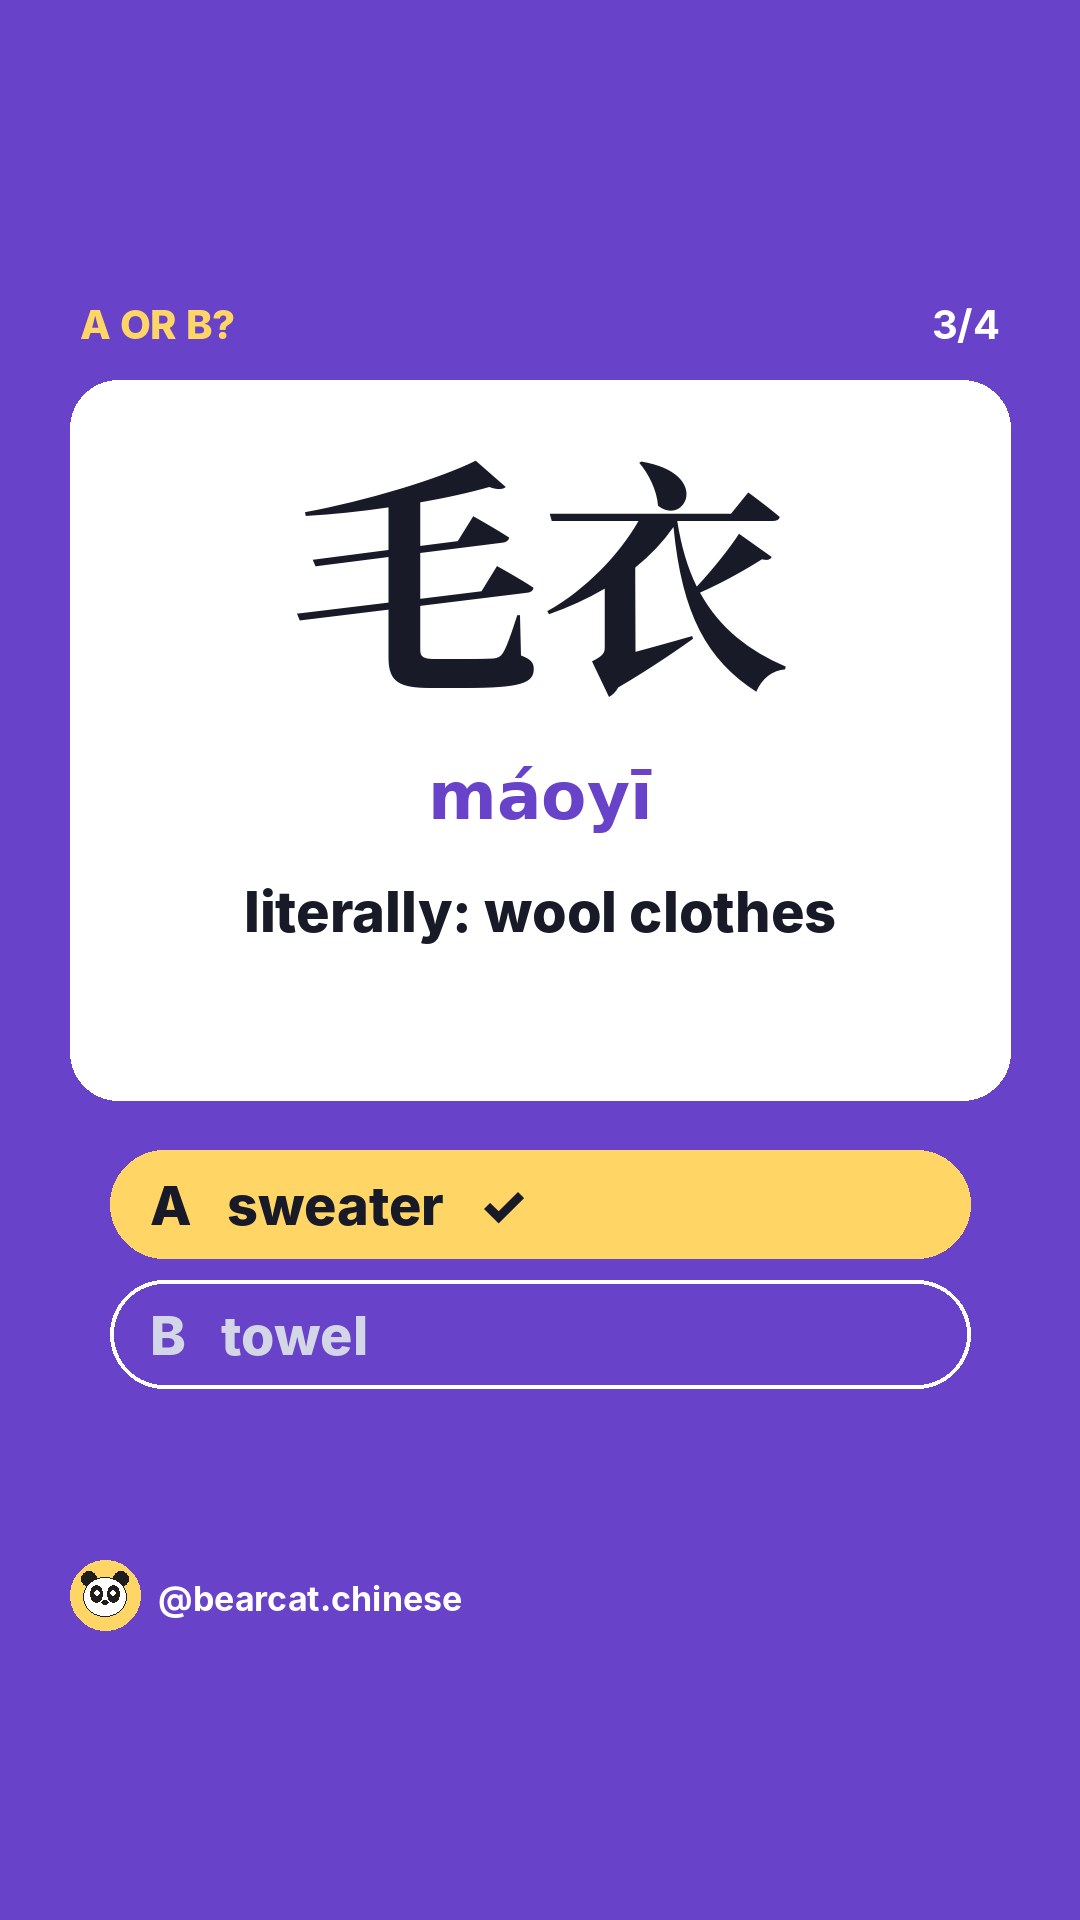 A OR B?
3/4
毛衣
máoyī
literally: wool clothes
A sweater ✓
B towel
@bearcat.chinese